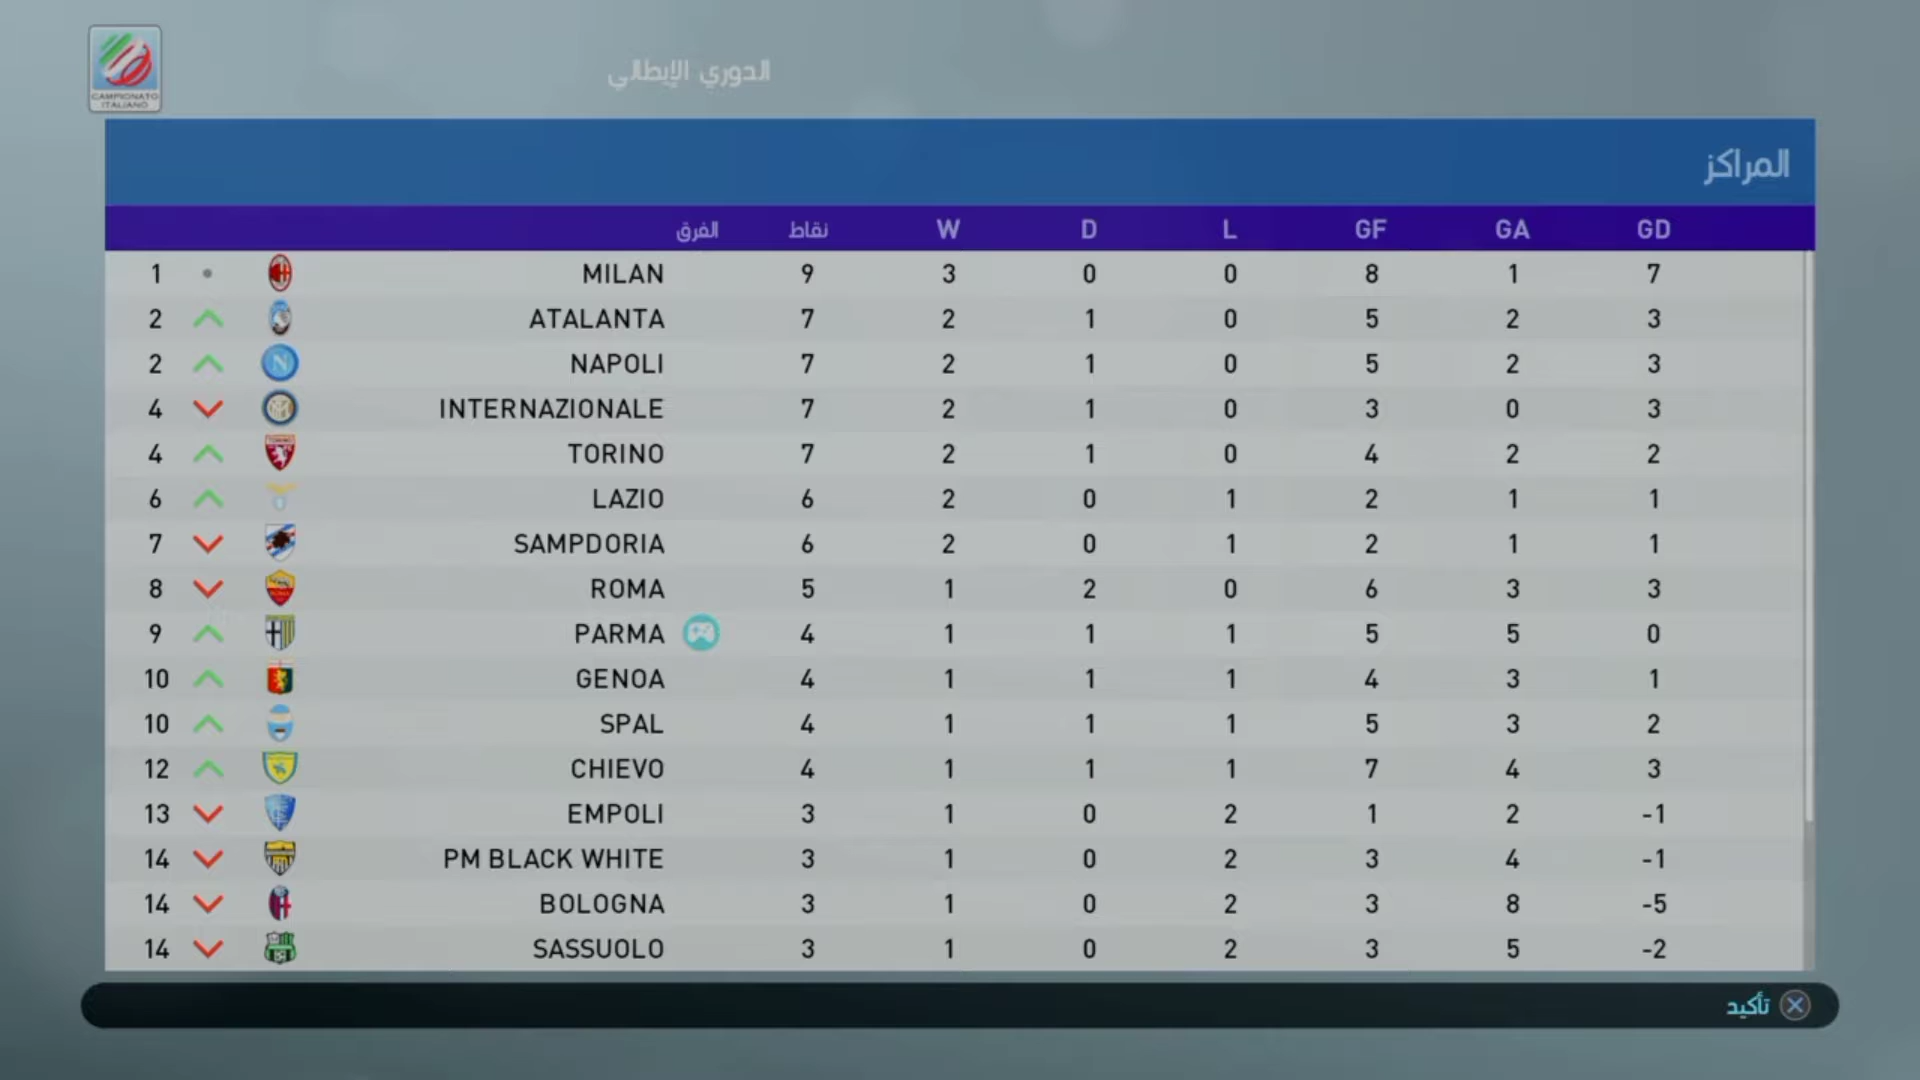 CAMPIONATO
ITALIANO
الدوري الإيطالي
المراكز
الفرق نقاط W D L GF GA GD
1 MILAN 9 3 0 0 8 1 7
2 ATALANTA 7 2 1 0 5 2 3
2 NAPOLI 7 2 1 0 5 2 3
4 INTERNAZIONALE 7 2 1 0 3 0 3
4 TORINO 7 2 1 0 4 2 2
6 LAZIO 6 2 0 1 2 1 1
7 SAMPDORIA 6 2 0 1 2 1 1
8 ROMA 5 1 2 0 6 3 3
9 PARMA 4 1 1 1 5 5 0
10 GENOA 4 1 1 1 4 3 1
10 SPAL 4 1 1 1 5 3 2
12 CHIEVO 4 1 1 1 7 4 3
13 EMPOLI 3 1 0 2 1 2 -1
14 PM BLACK WHITE 3 1 0 2 3 4 -1
14 BOLOGNA 3 1 0 2 3 8 -5
14 SASSUOLO 3 1 0 2 3 5 -2
تأكيد